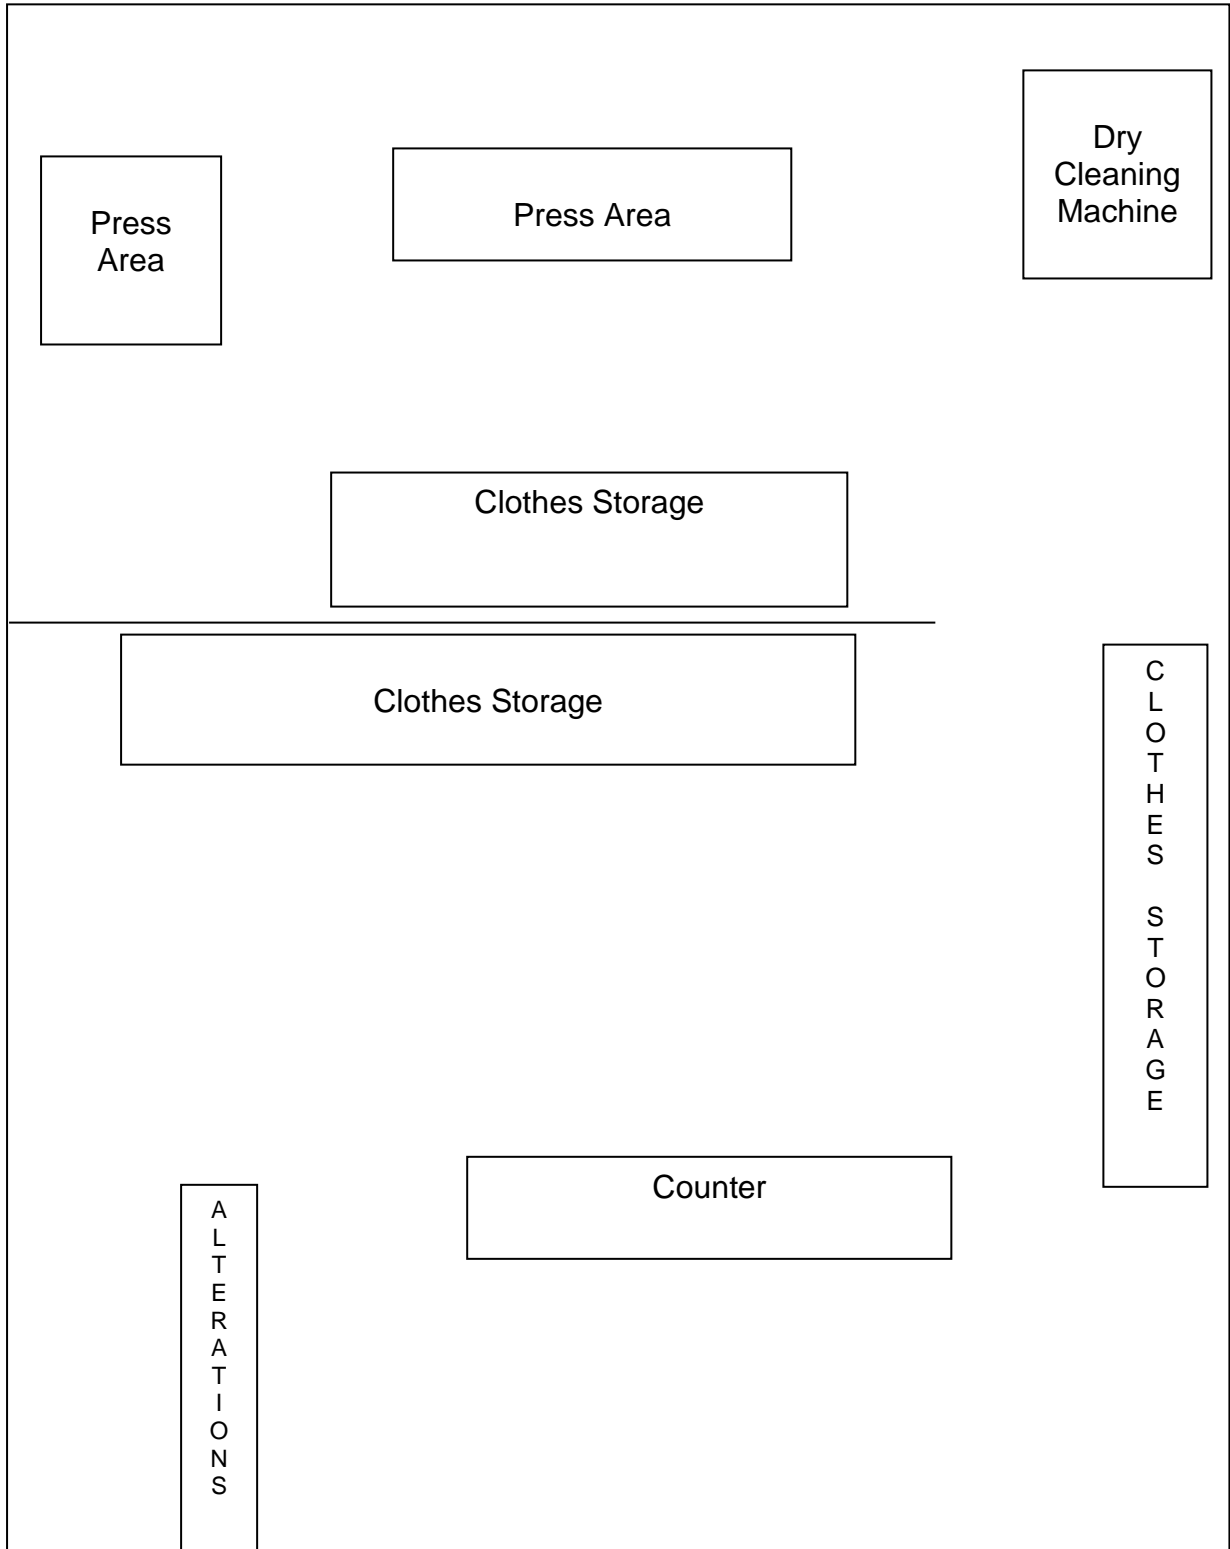 Dry
Cleaning
Machine
Press
Area
Press Area
Clothes Storage
Clothes Storage
C
L
O
T
H
E
S
S
T
O
R
A
G
E
Counter
A
L
T
E
R
A
T
I
O
N
S